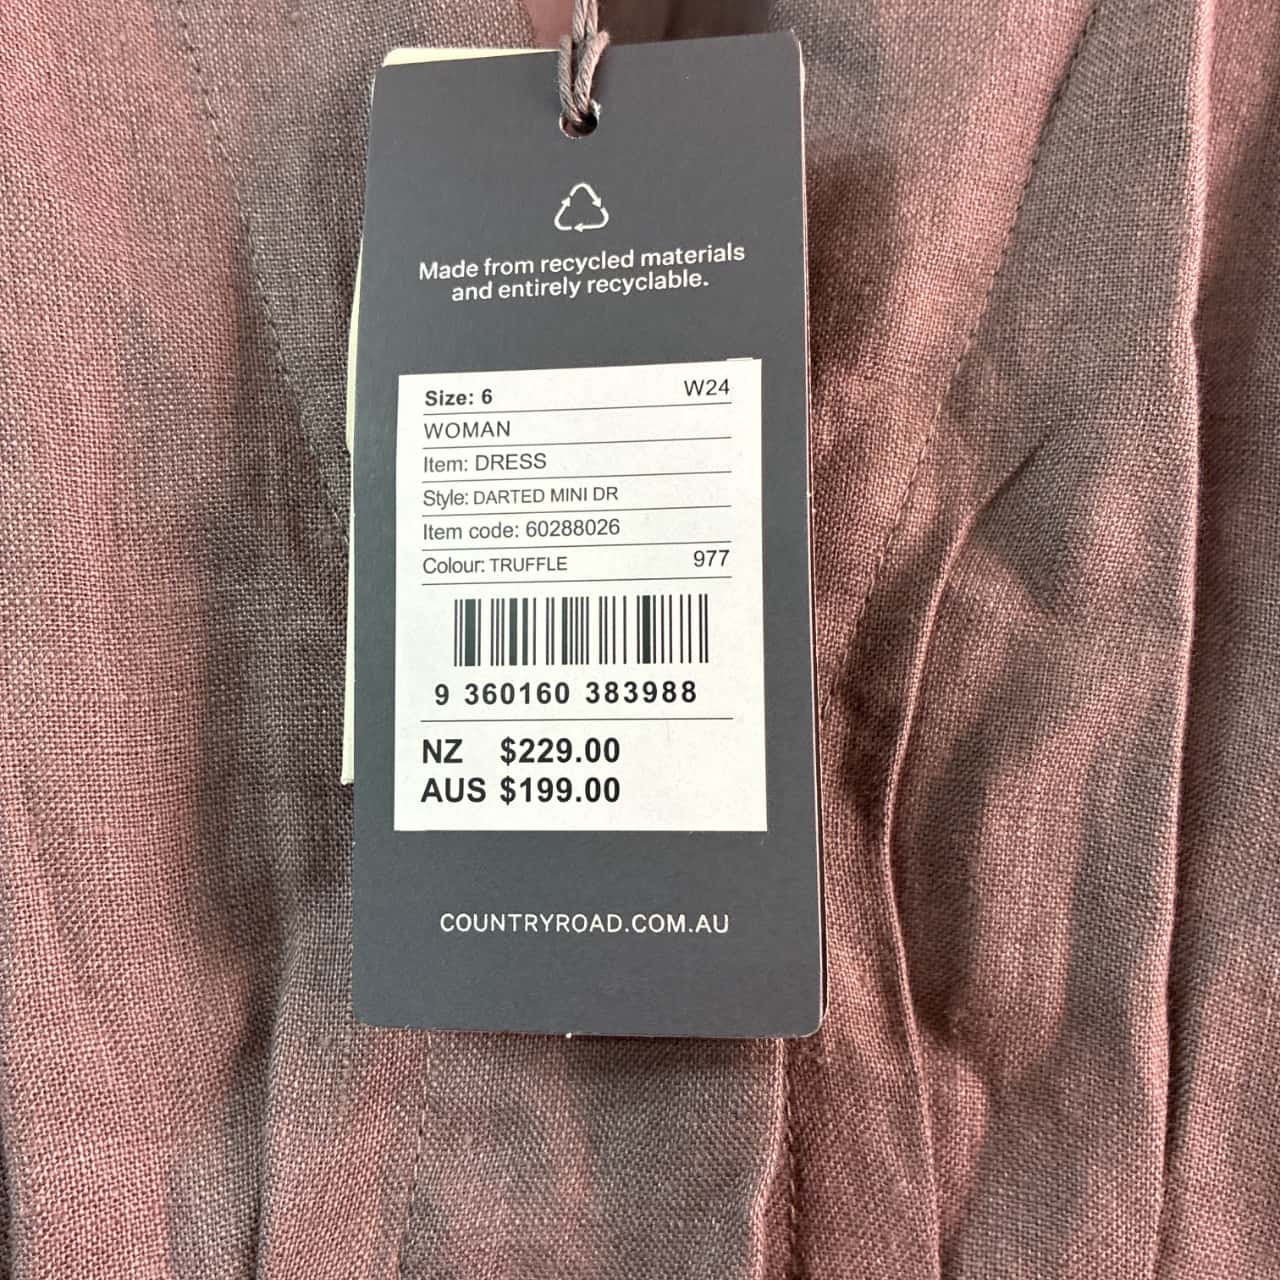 Made from recycled materials
and entirely recyclable.
Size: 6 W24
WOMAN
Item: DRESS
Style: DARTED MINI DR
Item code: 60288026
Colour: TRUFFLE 977
9 360160 383988
NZ $229.00
AUS $199.00
COUNTRYROAD.COM.AU